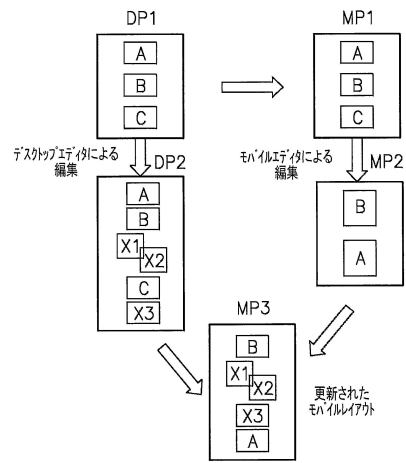 DP1
MP1
A
B
C
A
B
C
デスクトップエディタによる
編集
DP2
モバイルエディタによる
編集
MP2
A
B
X1
X2
C
X3
B
A
MP3
B
X1
X2
X3
A
更新された
モバイルレイアウト